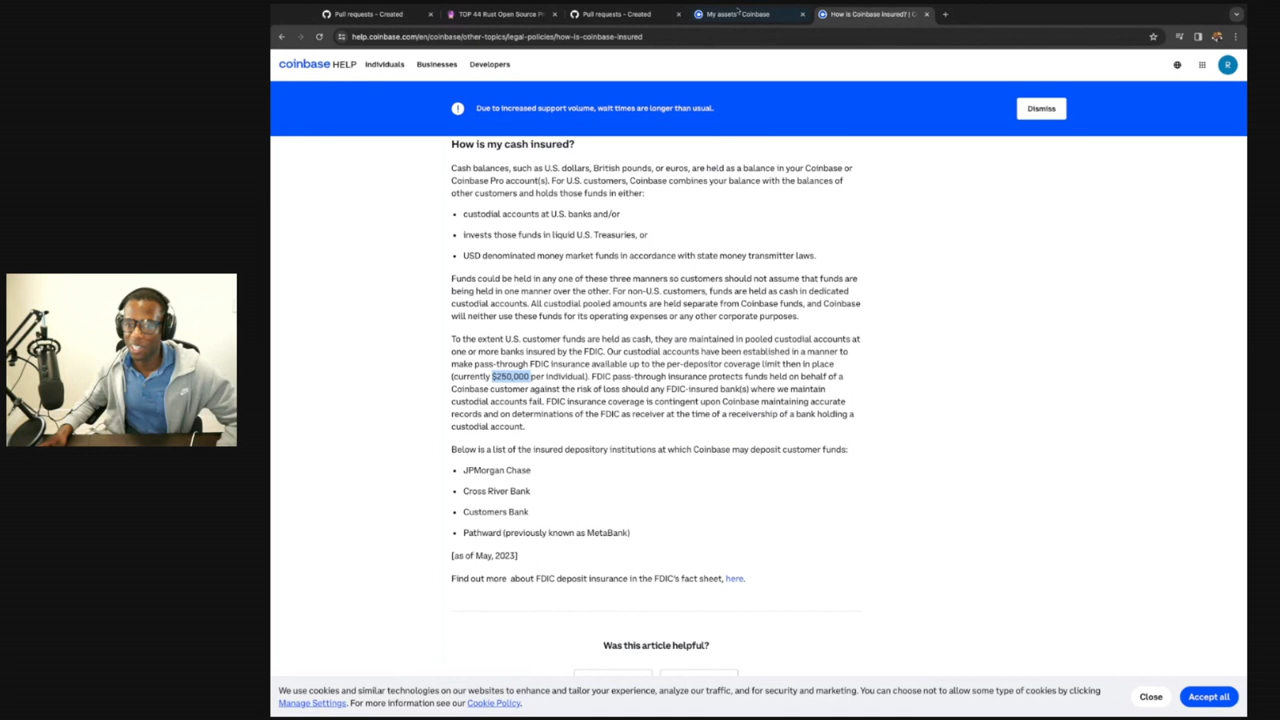 Pull requests - Created
TOP 44 Rust Open Source Pr
Pull requests - Created
My assets - Coinbase
How is Coinbase insured? | C
help.coinbase.com/en/coinbase/other-topics/legal-policies/how-is-coinbase-insured
coinbase HELP Individuals Businesses Developers
R
Due to increased support volume, wait times are longer than usual.
Dismiss
How is my cash insured?
Cash balances, such as U.S. dollars, British pounds, or euros, are held as a balance in your Coinbase or
Coinbase Pro account(s). For U.S. customers, Coinbase combines your balance with the balances of
other customers and holds those funds in either:
• custodial accounts at U.S. banks and/or
• invests those funds in liquid U.S. Treasuries, or
• USD denominated money market funds in accordance with state money transmitter laws.
Funds could be held in any one of these three manners so customers should not assume that funds are
being held in one manner over the other. For non-U.S. customers, funds are held as cash in dedicated
custodial accounts. All custodial pooled amounts are held separate from Coinbase funds, and Coinbase
will neither use these funds for its operating expenses or any other corporate purposes.
To the extent U.S. customer funds are held as cash, they are maintained in pooled custodial accounts at
one or more banks insured by the FDIC. Our custodial accounts have been established in a manner to
make pass-through FDIC insurance available up to the per-depositor coverage limit then in place
(currently $250,000 per individual). FDIC pass-through insurance protects funds held on behalf of a
Coinbase customer against the risk of loss should any FDIC-insured bank(s) where we maintain
custodial accounts fail. FDIC insurance coverage is contingent upon Coinbase maintaining accurate
records and on determinations of the FDIC as receiver at the time of a receivership of a bank holding a
custodial account.
Below is a list of the insured depository institutions at which Coinbase may deposit customer funds:
• JPMorgan Chase
• Cross River Bank
• Customers Bank
• Pathward (previously known as MetaBank)
[as of May, 2023]
Find out more about FDIC deposit insurance in the FDIC's fact sheet, here.
Was this article helpful?
We use cookies and similar technologies on our websites to enhance and tailor your experience, analyze our traffic, and for security and marketing. You can choose not to allow some type of cookies by clicking
Manage Settings. For more information see our Cookie Policy.
Close
Accept all